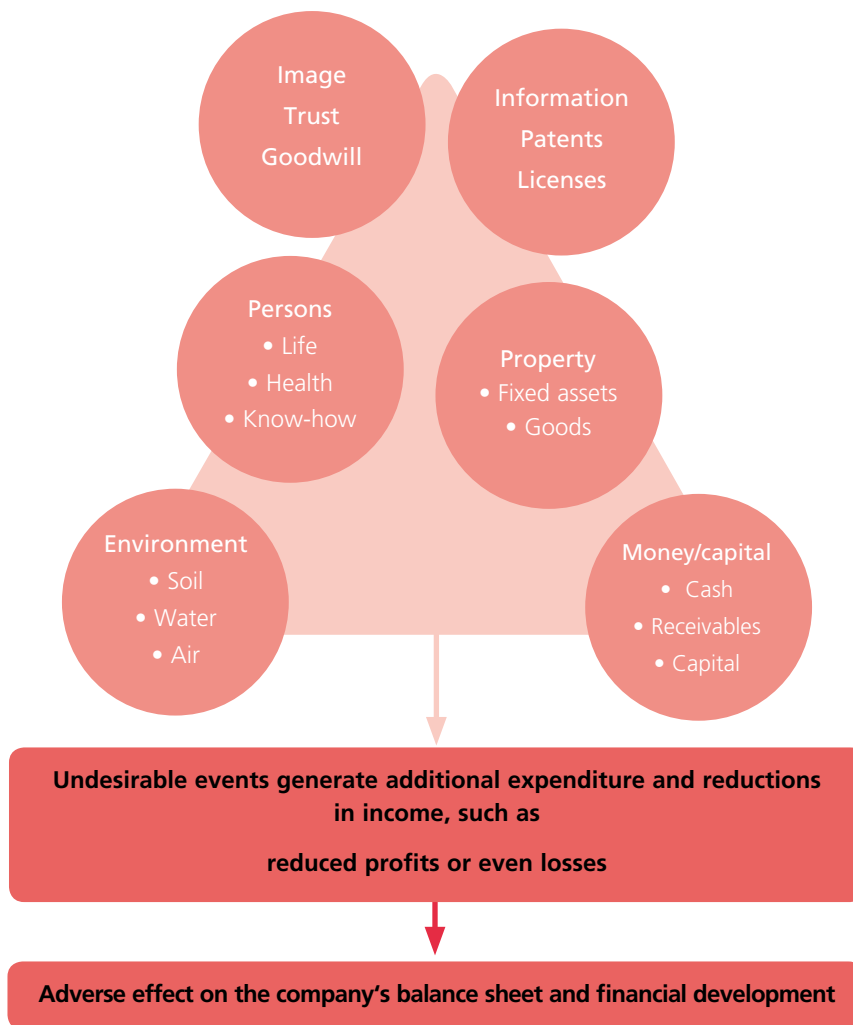 Image
Trust
Goodwill
Information
Patents
Licenses
Persons
• Life
• Health
• Know-how
Property
• Fixed assets
• Goods
Environment
• Soil
• Water
• Air
Money/capital
• Cash
• Receivables
• Capital
Undesirable events generate additional expenditure and reductions
in income, such as
reduced profits or even losses
Adverse effect on the company‘s balance sheet and financial development